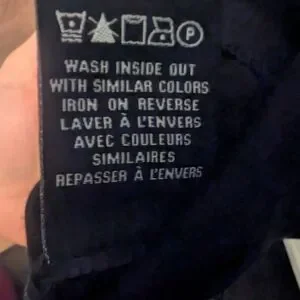 P
WASH INSIDE OUT
WITH SIMILAR COLORS
IRON ON REVERSE
LAVER À L'ENVERS
AVEC COULEURS
SIMILAIRES
REPASSER À L'ENVERS